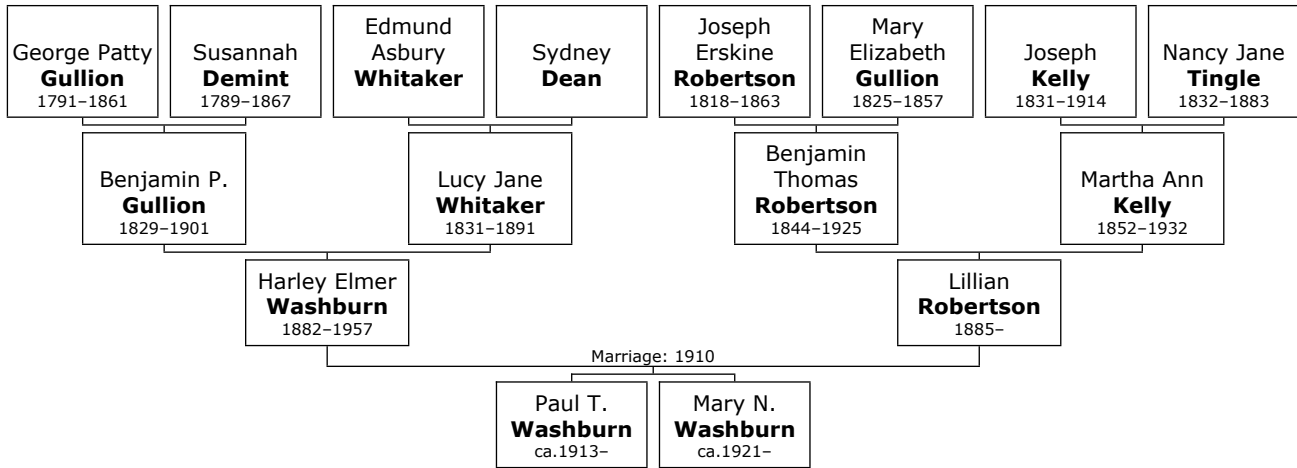 George Patty
Gullion
1791–1861
Susannah
Demint
1789–1867
Edmund
Asbury
Whitaker
Sydney
Dean
Joseph
Erskine
Robertson
1818–1863
Mary
Elizabeth
Gullion
1825–1857
Joseph
Kelly
1831–1914
Nancy Jane
Tingle
1832–1883
Benjamin P.
Gullion
1829–1901
Lucy Jane
Whitaker
1831–1891
Benjamin
Thomas
Robertson
1844–1925
Martha Ann
Kelly
1852–1932
Harley Elmer
Washburn
1882–1957
Lillian
Robertson
1885–
Marriage: 1910
Paul T.
Washburn
ca.1913–
Mary N.
Washburn
ca.1921–